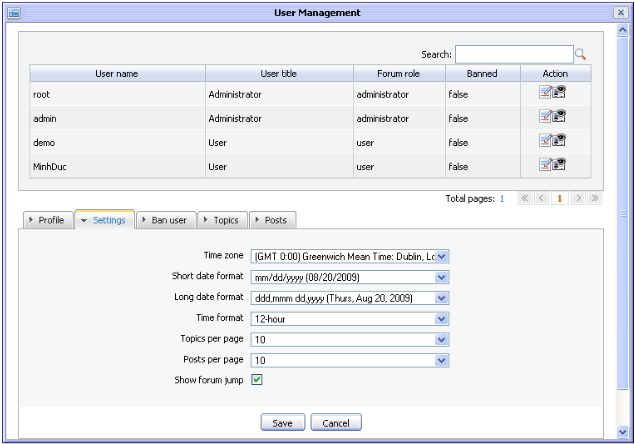 User Management
Search:
User name User title Forum role Banned Action
root Administrator administrator false
admin Administrator administrator false
demo User user false
MinhDuc User user false
Total pages: 1 1
Profile Settings Ban user Topics Posts
Time zone (GMT 0:00) Greenwich Mean Time: Dublin, Lo
Short date format mm/dd/yyyy (08/20/2009)
Long date format ddd,mmm dd,yyyy (Thurs, Aug 20, 2009)
Time format 12-hour
Topics per page 10
Posts per page 10
Show forum jump
Save Cancel